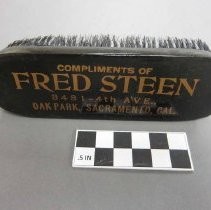 COMPLIMENTS OF
FRED STEEN
3481-4th AVE.
OAK PARK, SACRAMENTO, CAL.
.5 IN